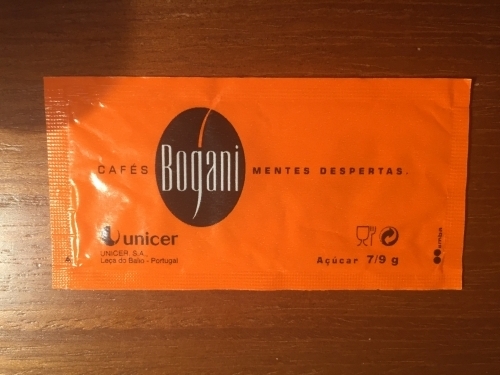 CAFÉS Bogani MENTES DESPERTAS.
unicer
UNICER S.A.
Leça do Balio - Portugal
Açúcar 7/9 g